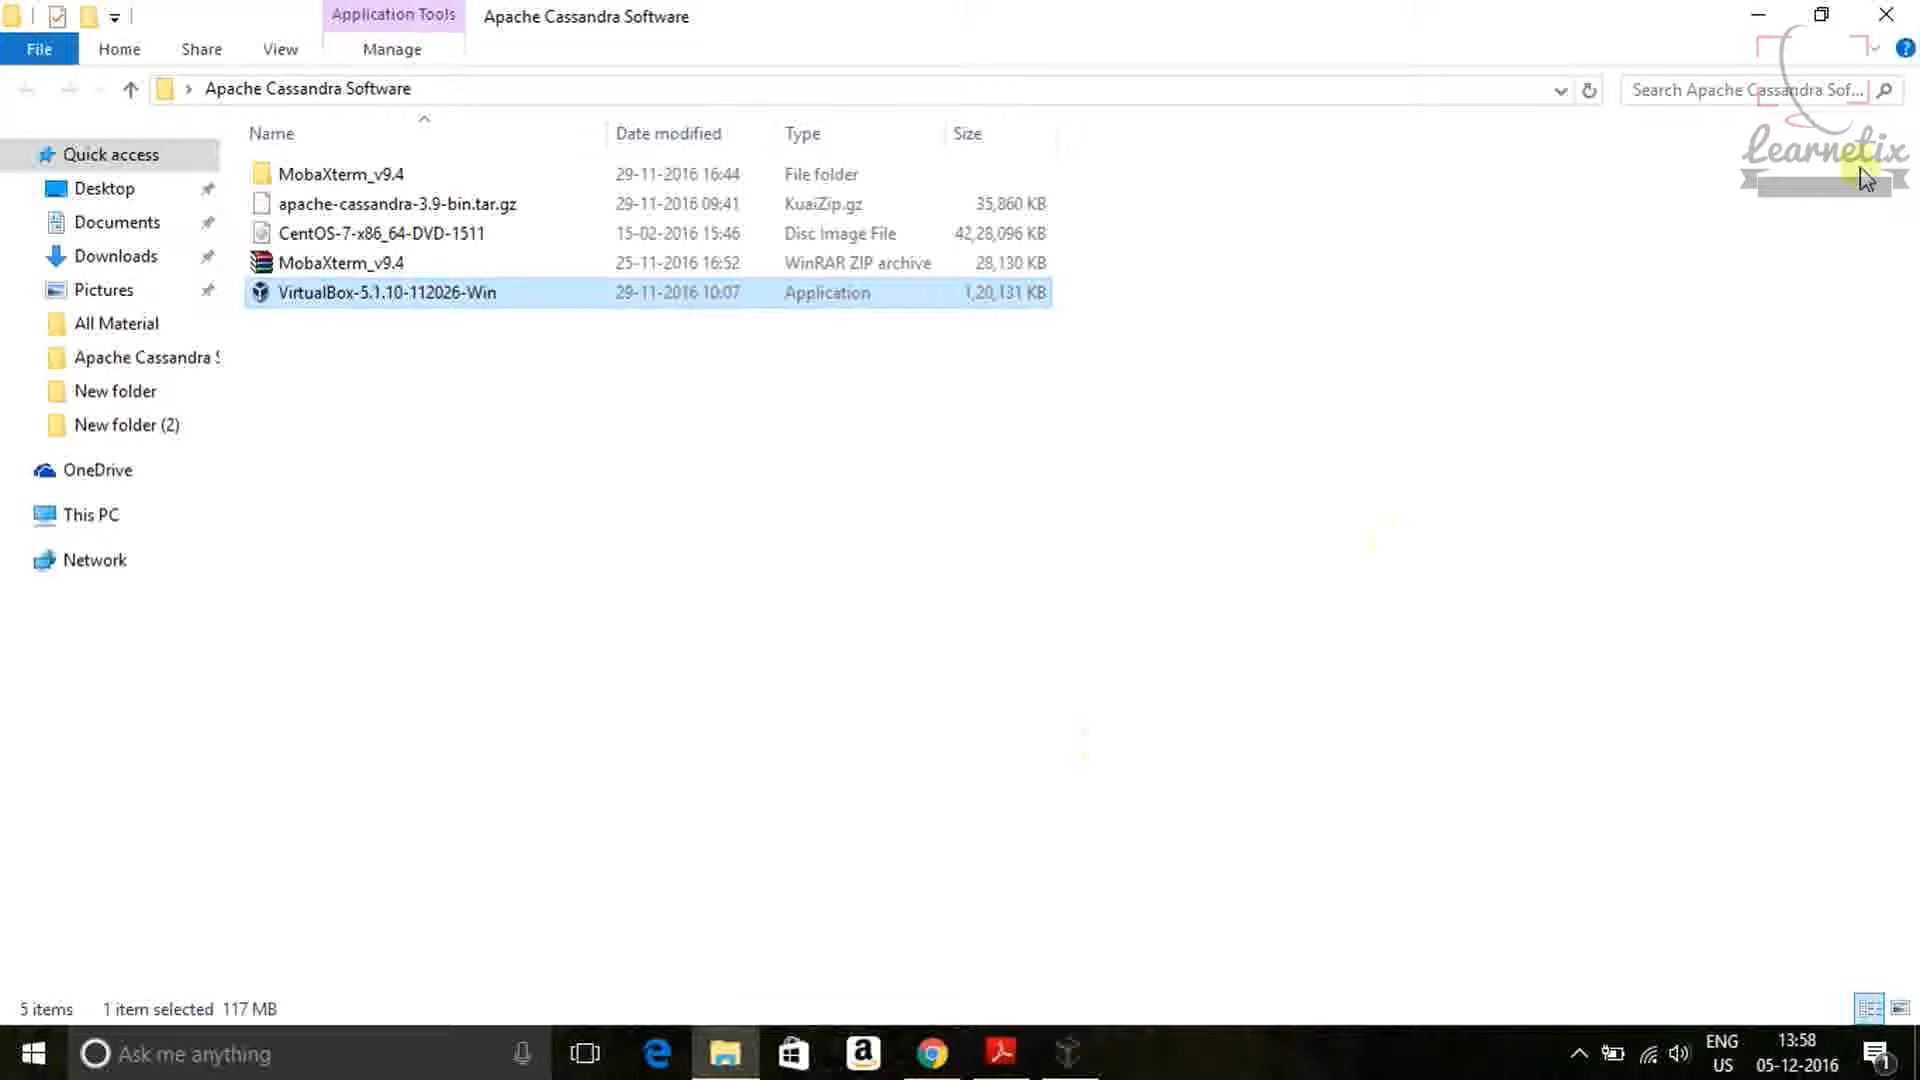 Application Tools
Apache Cassandra Software
File
Home
Share
View
Manage
Apache Cassandra Software
Search Apache Cassandra Sof...
Learnetix
Name
Date modified
Type
Size
Quick access
Desktop
Documents
Downloads
Pictures
All Material
Apache Cassandra S
New folder
New folder (2)
OneDrive
This PC
Network
MobaXterm_v9.4 29-11-2016 16:44 File folder
apache-cassandra-3.9-bin.tar.gz 29-11-2016 09:41 KuaiZip.gz 35,860 KB
CentOS-7-x86_64-DVD-1511 15-02-2016 15:46 Disc Image File 42,28,096 KB
MobaXterm_v9.4 25-11-2016 16:52 WinRAR ZIP archive 28,130 KB
VirtualBox-5.1.10-112026-Win 29-11-2016 10:07 Application 1,20,131 KB
5 items 1 item selected 117 MB
Ask me anything
ENG
US
13:58
05-12-2016
1